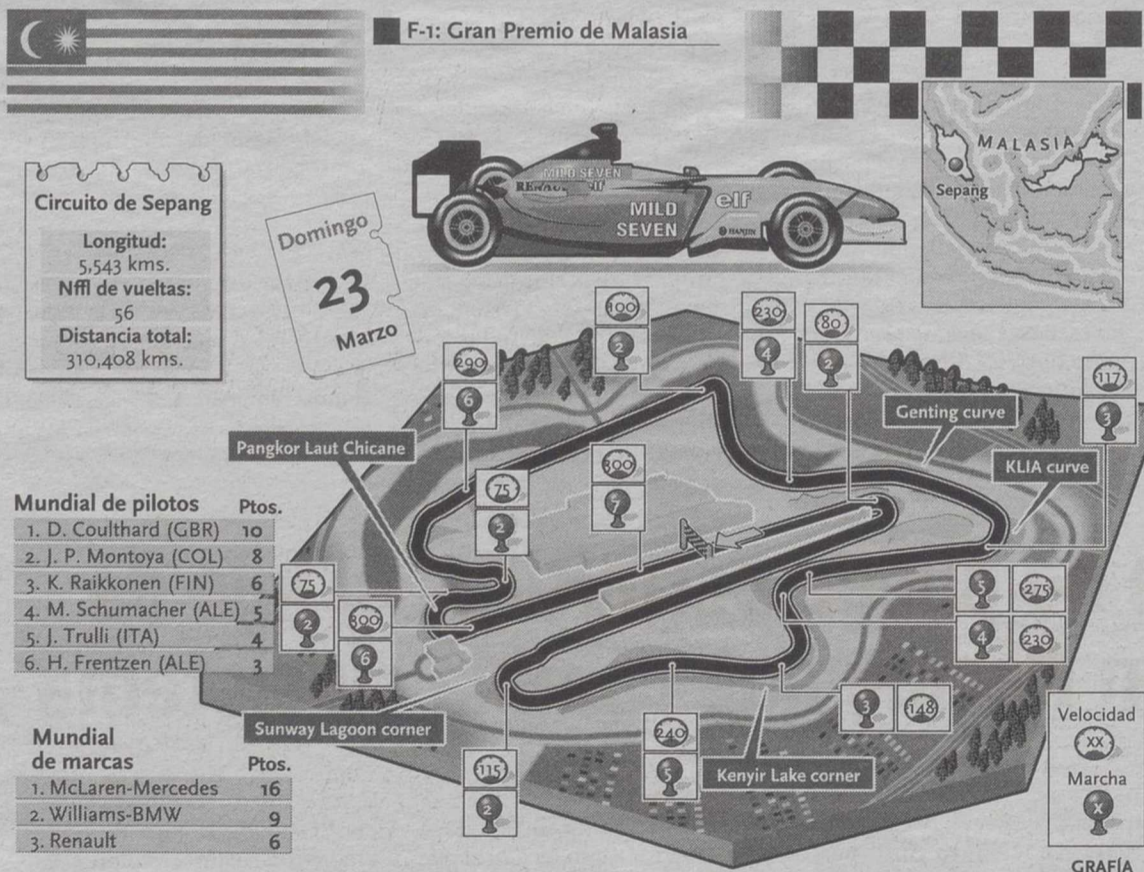 F-1: Gran Premio de Malasia
MALASIA
Sepang
Circuito de Sepang
Longitud:
5,543 kms.
Nffl de vueltas:
56
Distancia total:
310,408 kms.
Domingo
23
Marzo
MILD SEVEN
RENAULT elf
MILD
SEVEN
elf
HANJIN
100
2
230
4
80
2
290
6
117
3
Genting curve
KLIA curve
Pangkor Laut Chicane
300
7
75
2
Mundial de pilotos Ptos.
1. D. Coulthard (GBR) 10
2. J. P. Montoya (COL) 8
3. K. Raikkonen (FIN) 6
4. M. Schumacher (ALE) 5
5. J. Trulli (ITA) 4
6. H. Frentzen (ALE) 3
75
2
300
6
5 275
4 230
3 148
Sunway Lagoon corner
240
5
Kenyir Lake corner
115
2
Mundial
de marcas Ptos.
1. McLaren-Mercedes 16
2. Williams-BMW 9
3. Renault 6
Velocidad
XX
Marcha
X
GRAFÍA